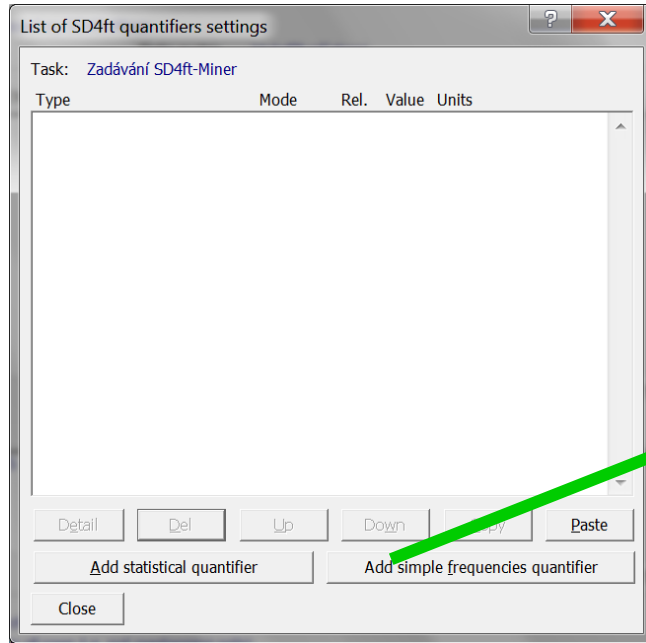 List of SD4ft quantifiers settings
Task: Zadávání SD4ft-Miner
Type Mode Rel. Value Units
Detail Del Up Down Copy Paste
Add statistical quantifier Add simple frequencies quantifier
Close